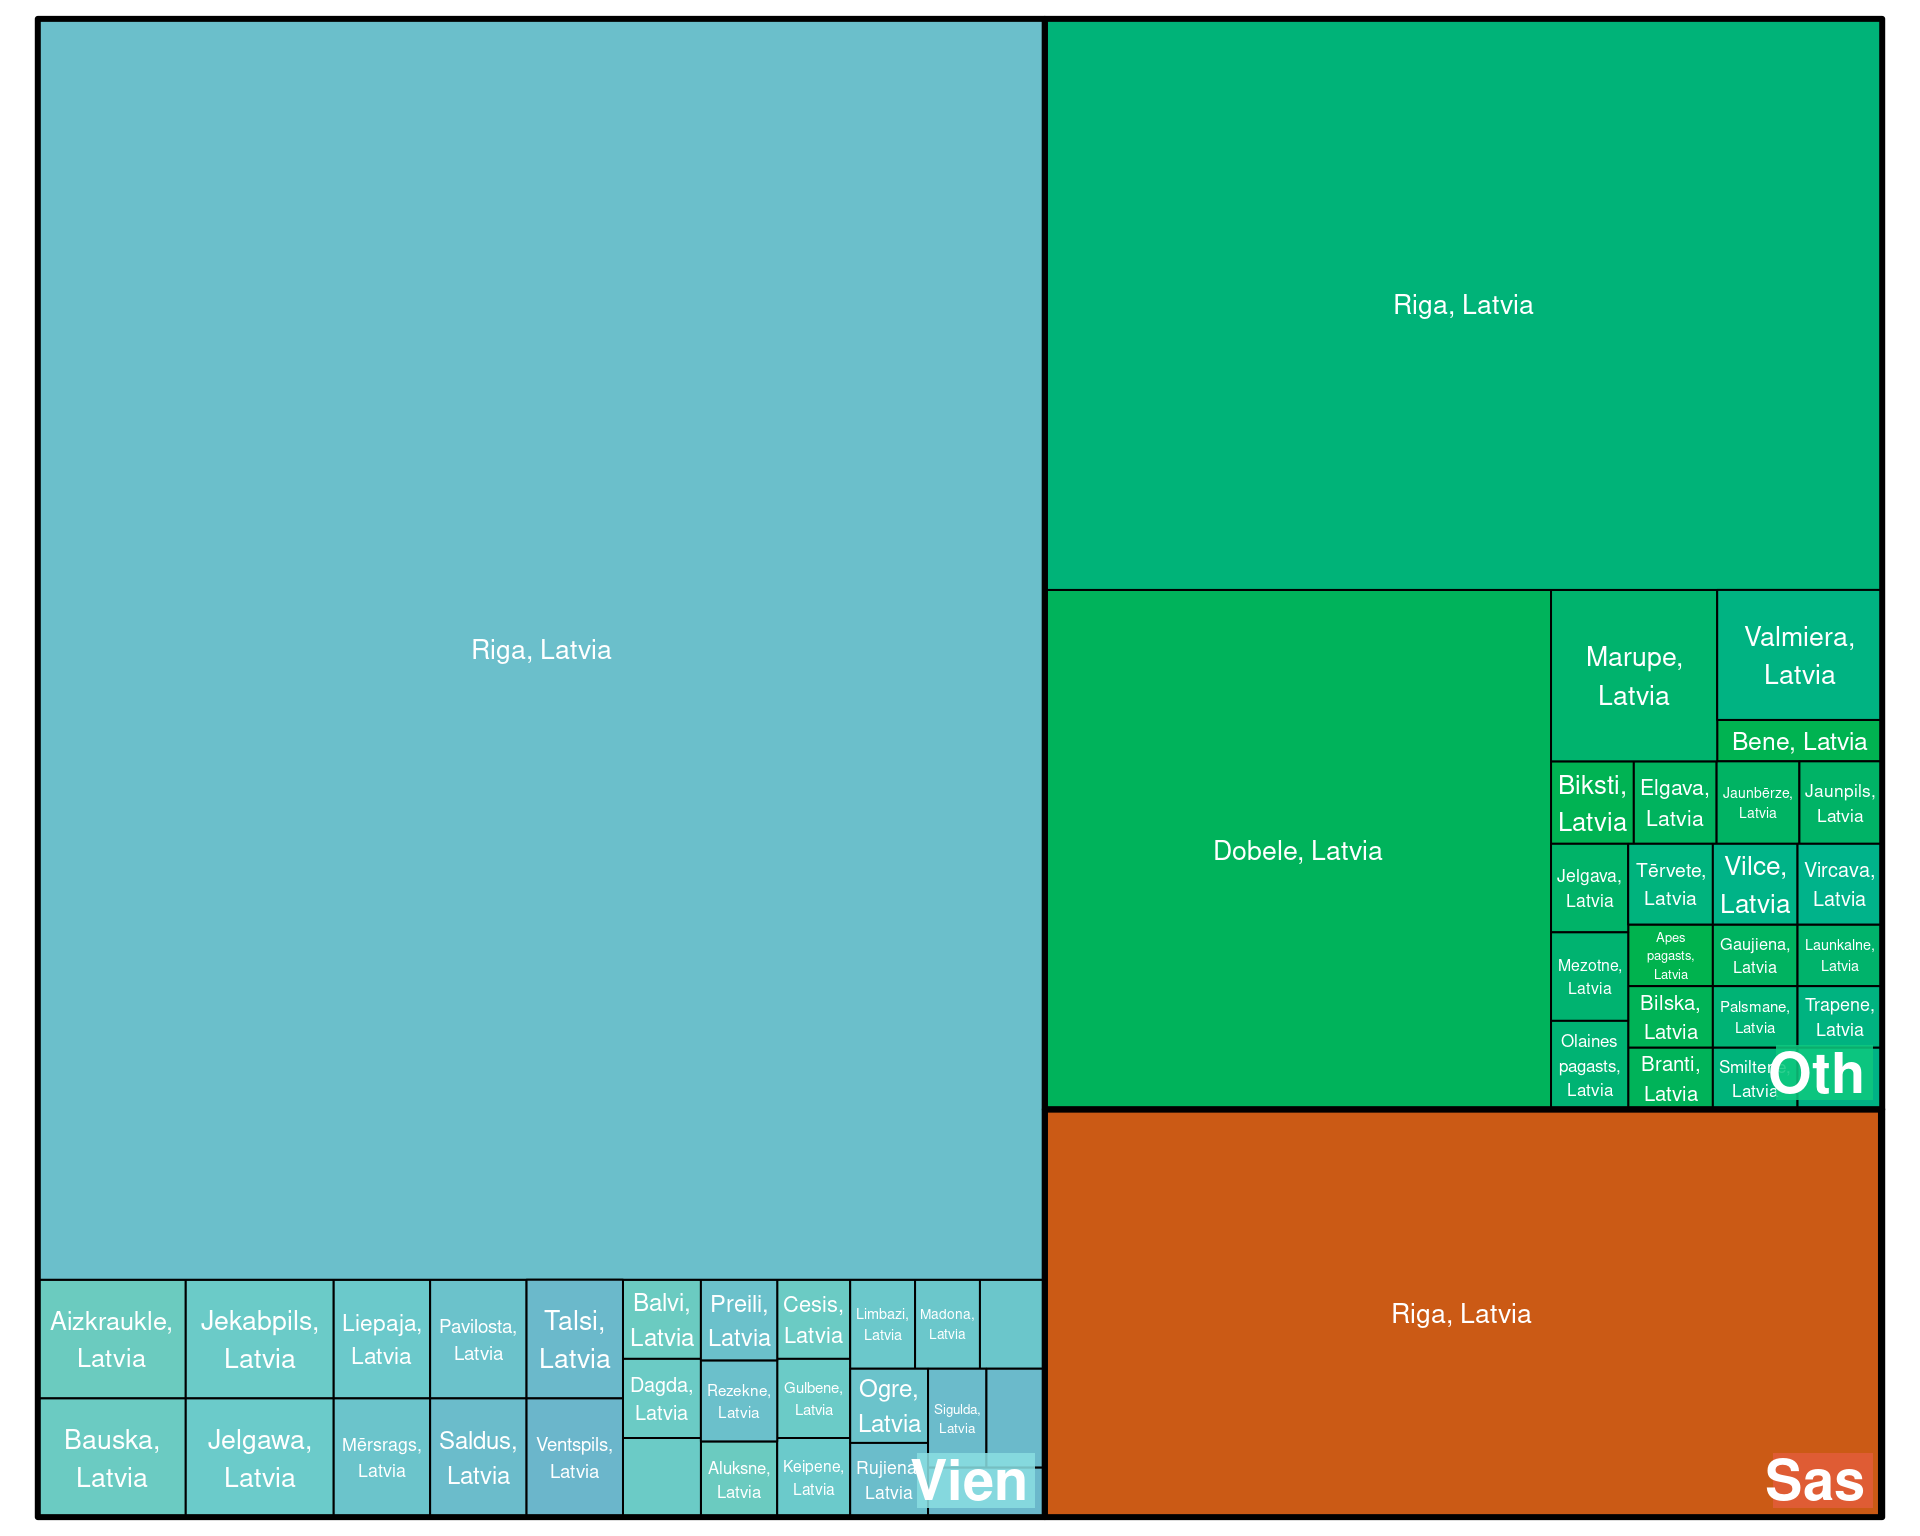 Riga, Latvia
Aizkraukle,
Latvia
Jekabpils,
Latvia
Liepaja,
Latvia
Pavilosta,
Latvia
Talsi,
Latvia
Balvi,
Latvia
Preili,
Latvia
Cesis,
Latvia
Limbazi,
Latvia
Madona,
Latvia
Dagda,
Latvia
Rezekne,
Latvia
Gulbene,
Latvia
Ogre,
Latvia
Sigulda,
Latvia
Bauska,
Latvia
Jelgawa,
Latvia
Mērsrags,
Latvia
Saldus,
Latvia
Ventspils,
Latvia
Aluksne,
Latvia
Keipene,
Latvia
Rujiena,
Latvia
Vien
Riga, Latvia
Dobele, Latvia
Marupe,
Latvia
Valmiera,
Latvia
Bene, Latvia
Biksti,
Latvia
Elgava,
Latvia
Jaunbērze,
Latvia
Jaunpils,
Latvia
Jelgava,
Latvia
Tērvete,
Latvia
Vilce,
Latvia
Vircava,
Latvia
Mezotne,
Latvia
Apes
pagasts,
Latvia
Gaujiena,
Latvia
Launkalne,
Latvia
Bilska,
Latvia
Palsmane,
Latvia
Trapene,
Latvia
Olaines
pagasts,
Latvia
Branti,
Latvia
Smiltene,
Latvia
Oth
Riga, Latvia
Sas